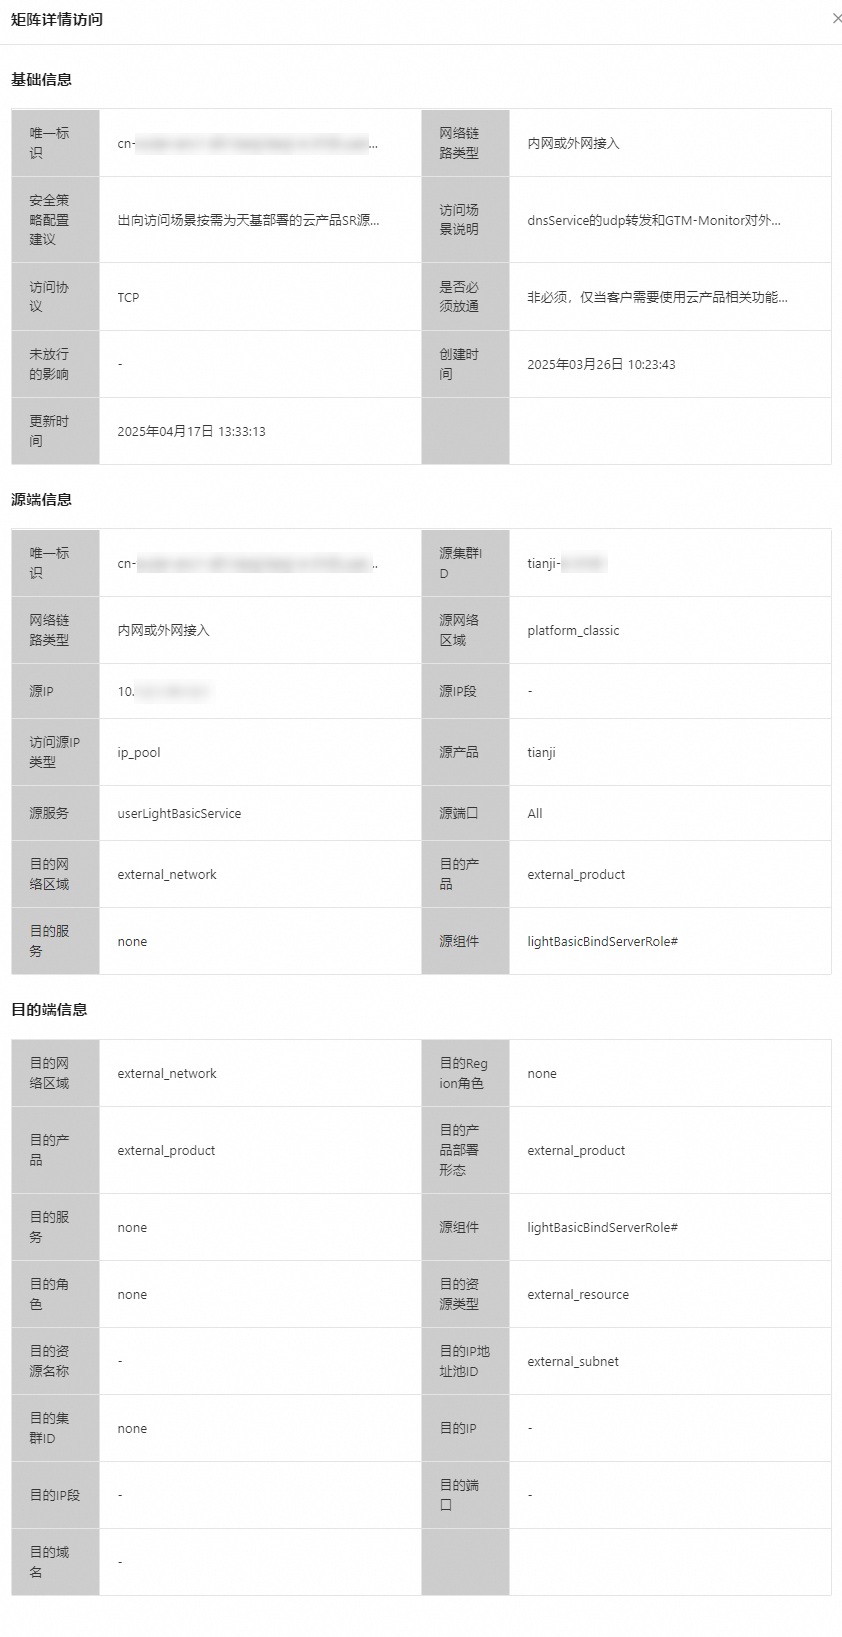 矩阵详情访问
基础信息
唯一标
识
cn-
...
网络链
路类型
内网或外网接入
安全策
略配置
建议
出向访问场景按需为天基部署的云产品SR源...
访问场
景说明
dnsService的udp转发和GTM-Monitor对外...
访问协
议
TCP
是否必
须放通
非必须，仅当客户需要使用云产品相关功能...
未放行
的影响
-
创建时
间
2025年03月26日 10:23:43
更新时
间
2025年04月17日 13:33:13
源端信息
唯一标
识
cn-
..
源集群I
D
tianji-
网络链
路类型
内网或外网接入
源网络
区域
platform_classic
源IP
10.
源IP段
-
访问源IP
类型
ip_pool
源产品
tianji
源服务
userLightBasicService
源端口
All
目的网
络区域
external_network
目的产
品
external_product
目的服
务
none
源组件
lightBasicBindServerRole#
目的端信息
目的网
络区域
external_network
目的Reg
ion角色
none
目的产
品
external_product
目的产
品部署
形态
external_product
目的服
务
none
源组件
lightBasicBindServerRole#
目的角
色
none
目的资
源类型
external_resource
目的资
源名称
-
目的IP地
址池ID
external_subnet
目的集
群ID
none
目的IP
-
目的IP段
-
目的端
口
-
目的域
名
-